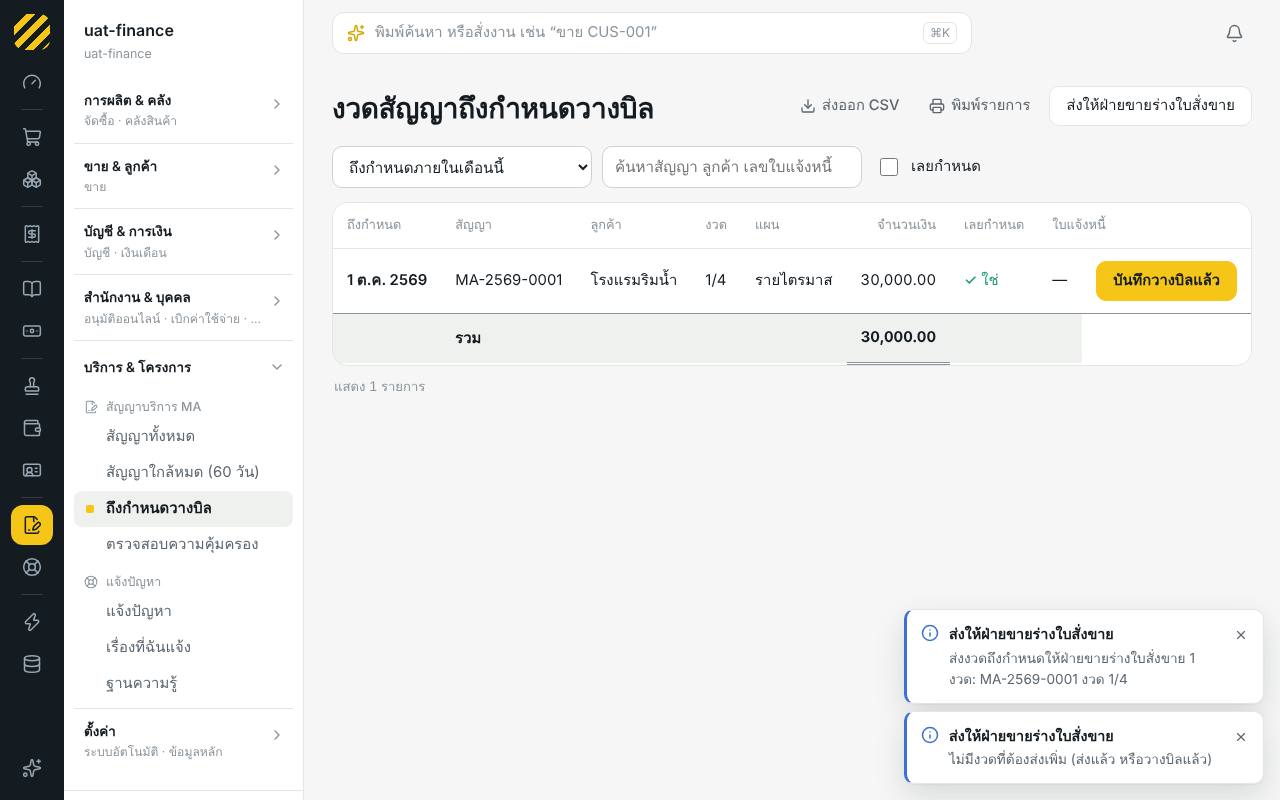 uat-finance
uat-finance
การผลิต & คลัง
จัดซื้อ · คลังสินค้า
ขาย & ลูกค้า
ขาย
บัญชี & การเงิน
บัญชี · เงินเดือน
สำนักงาน & บุคคล
อนุมัติออนไลน์ · เบิกค่าใช้จ่าย · ...
บริการ & โครงการ
สัญญาบริการ MA
สัญญาทั้งหมด
สัญญาใกล้หมด (60 วัน)
ถึงกำหนดวางบิล
ตรวจสอบความคุ้มครอง
แจ้งปัญหา
แจ้งปัญหา
เรื่องที่ฉันแจ้ง
ฐานความรู้
ตั้งค่า
ระบบอัตโนมัติ · ข้อมูลหลัก
พิมพ์ค้นหา หรือสั่งงาน เช่น “ขาย CUS-001” ⌘K
งวดสัญญาถึงกำหนดวางบิล ส่งออก CSV พิมพ์รายการ ส่งให้ฝ่ายขายร่างใบสั่งขาย
ถึงกำหนดภายในเดือนนี้ ค้นหาสัญญา ลูกค้า เลขใบแจ้งหนี้ เลยกำหนด
ถึงกำหนด สัญญา ลูกค้า งวด แผน จำนวนเงิน เลยกำหนด ใบแจ้งหนี้
1 ต.ค. 2569 MA-2569-0001 โรงแรมริมน้ำ 1/4 รายไตรมาส 30,000.00 ✓ ใช่ — บันทึกวางบิลแล้ว
รวม 30,000.00
แสดง 1 รายการ
ส่งให้ฝ่ายขายร่างใบสั่งขาย
ส่งงวดถึงกำหนดให้ฝ่ายขายร่างใบสั่งขาย 1
งวด: MA-2569-0001 งวด 1/4
ส่งให้ฝ่ายขายร่างใบสั่งขาย
ไม่มีงวดที่ต้องส่งเพิ่ม (ส่งแล้ว หรือวางบิลแล้ว)